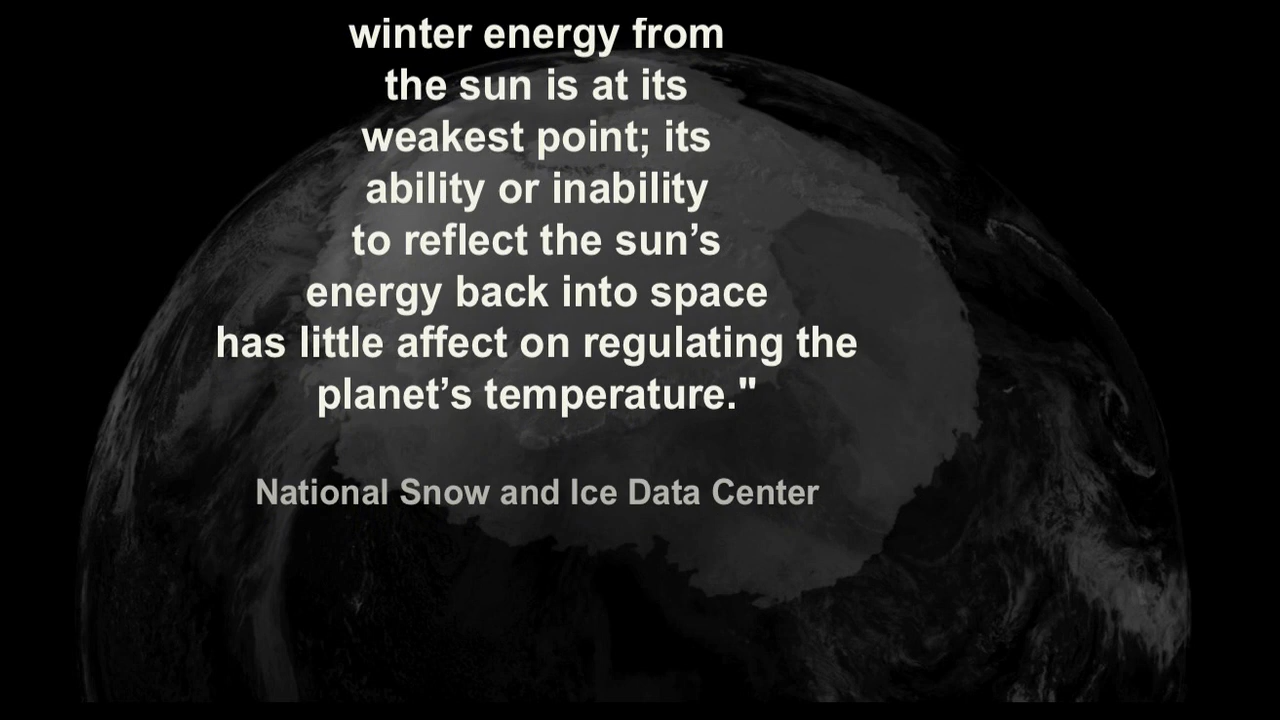 winter energy from
the sun is at its
weakest point; its
ability or inability
to reflect the sun’s
energy back into space
has little affect on regulating the
planet’s temperature."
National Snow and Ice Data Center